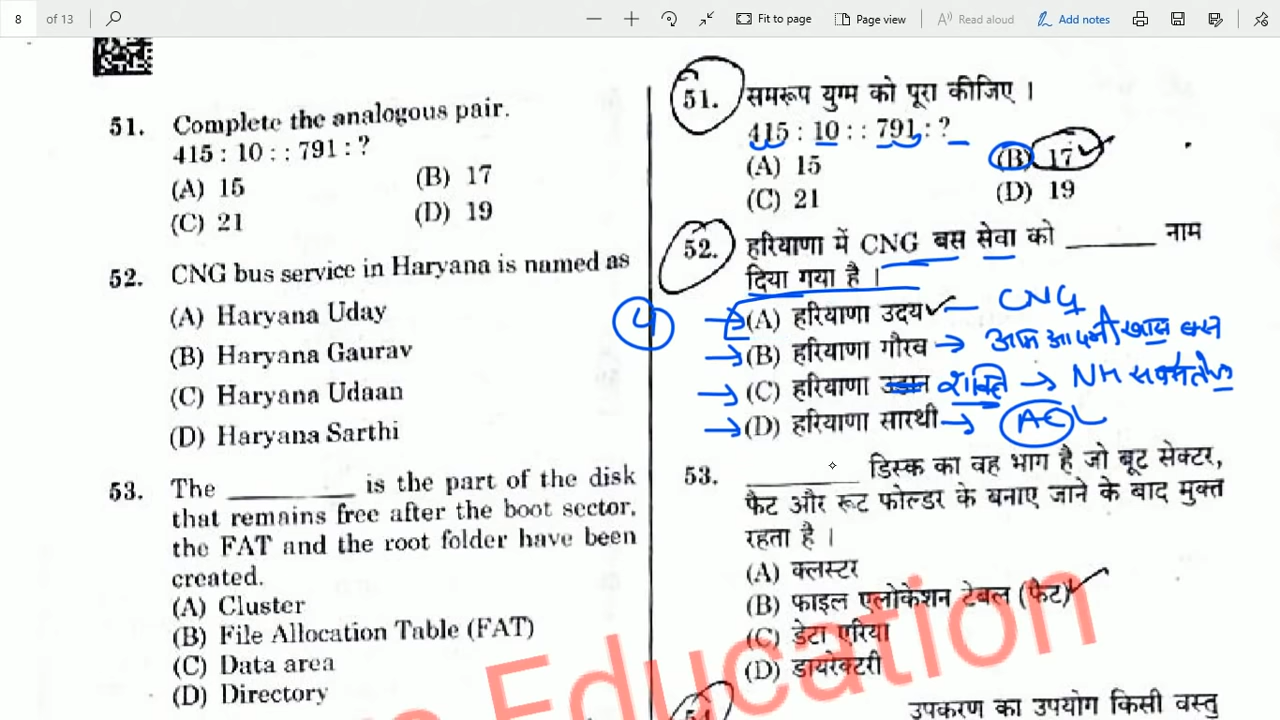 8 of 13
Fit to page
Page view
Read aloud
Add notes
51. Complete the analogous pair.
415 : 10 : : 791 : ?
(A) 15
(B) 17
(C) 21
(D) 19
52. CNG bus service in Haryana is named as
(A) Haryana Uday
(B) Haryana Gaurav
(C) Haryana Udaan
(D) Haryana Sarthi
53. The ________ is the part of the disk
that remains free after the boot sector,
the FAT and the root folder have been
created.
(A) Cluster
(B) File Allocation Table (FAT)
(C) Data area
(D) Directory
51. समरूप युग्म को पूरा कीजिए ।
415 : 10 : : 791 : ?
(A) 15
(B) 17
(C) 21
(D) 19
52. हरियाणा में CNG बस सेवा को ________ नाम
दिया गया है ।
4
(A) हरियाणा उदय CNG
(B) हरियाणा गौरव
(C) हरियाणा उडान शक्ति NH
(D) हरियाणा सारथी AC
53. ________ डिस्क का वह भाग है जो बूट सेक्टर,
फैट और रूट फोल्डर के बनाए जाने के बाद मुक्त
रहता है ।
(A) क्लस्टर
(B) फाइल एलोकेशन टेबल (फैट)
(C) डेटा एरिया
(D) डायरेक्टरी
54.
उपकरण का उपयोग किसी वस्तु
Education